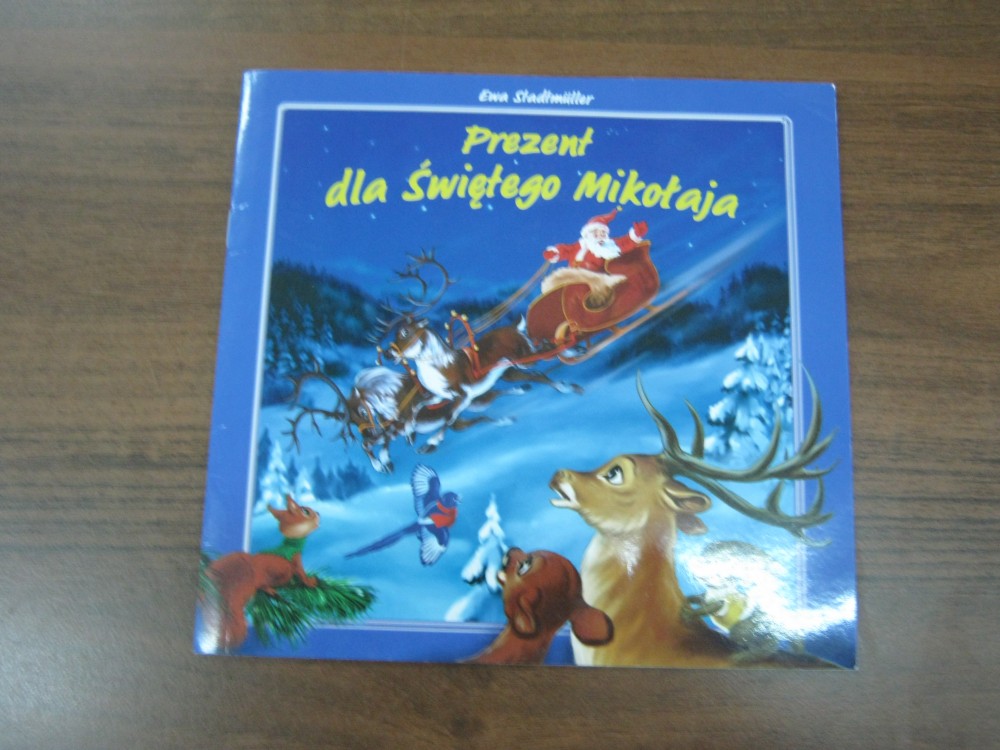 Ewa Stadtmüller
Prezent
dla Świętego Mikołaja